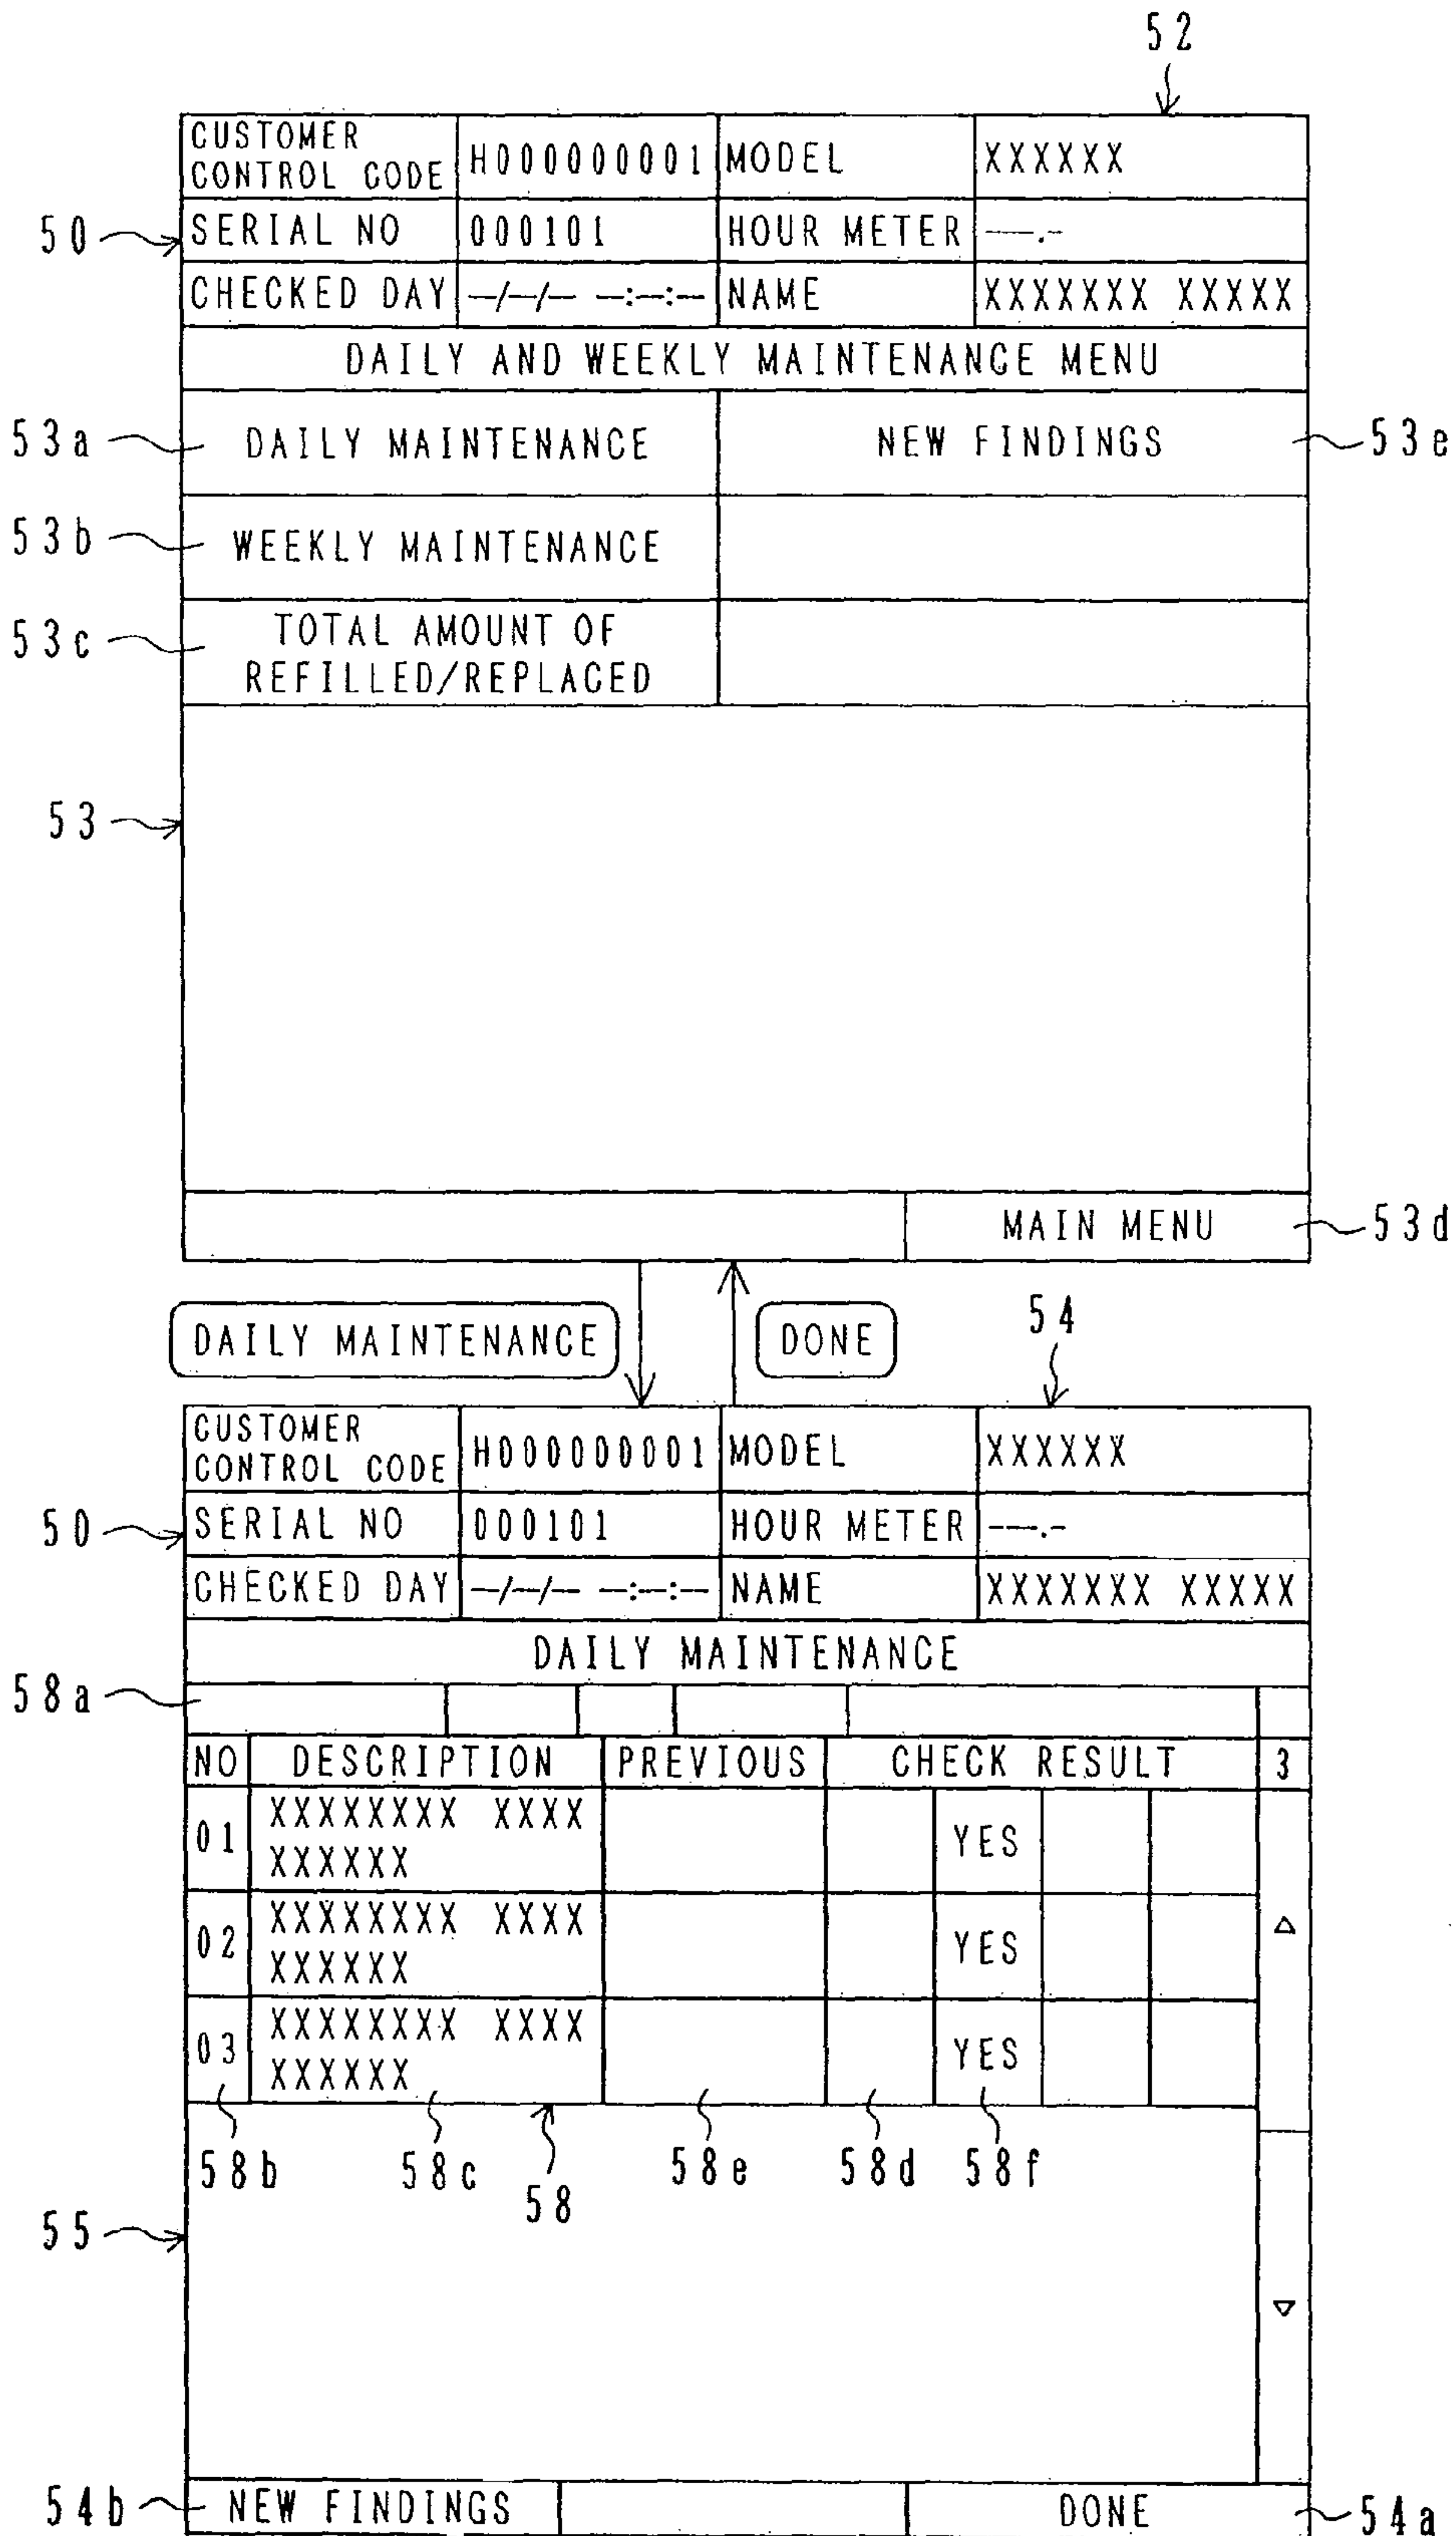 52
CUSTOMER CONTROL CODE H000000001 MODEL XXXXXX
50 SERIAL NO 000101 HOUR METER ---.-
CHECKED DAY --/--/-- --:--:-- NAME XXXXXXX XXXXX
DAILY AND WEEKLY MAINTENANCE MENU
53a DAILY MAINTENANCE NEW FINDINGS 53e
53b WEEKLY MAINTENANCE
53c TOTAL AMOUNT OF
REFILLED/REPLACED
53
MAIN MENU 53d
DAILY MAINTENANCE DONE 54
CUSTOMER CONTROL CODE H000000001 MODEL XXXXXX
50 SERIAL NO 000101 HOUR METER ---.-
CHECKED DAY --/--/-- --:--:-- NAME XXXXXXX XXXXX
DAILY MAINTENANCE
58a
NO DESCRIPTION PREVIOUS CHECK RESULT 3
01 XXXXXXXX XXXX
XXXXXX YES
02 XXXXXXXX XXXX
XXXXXX YES
03 XXXXXXXX XXXX
XXXXXX YES
58b 58c 58 58e 58d 58f
55
54b NEW FINDINGS DONE 54a